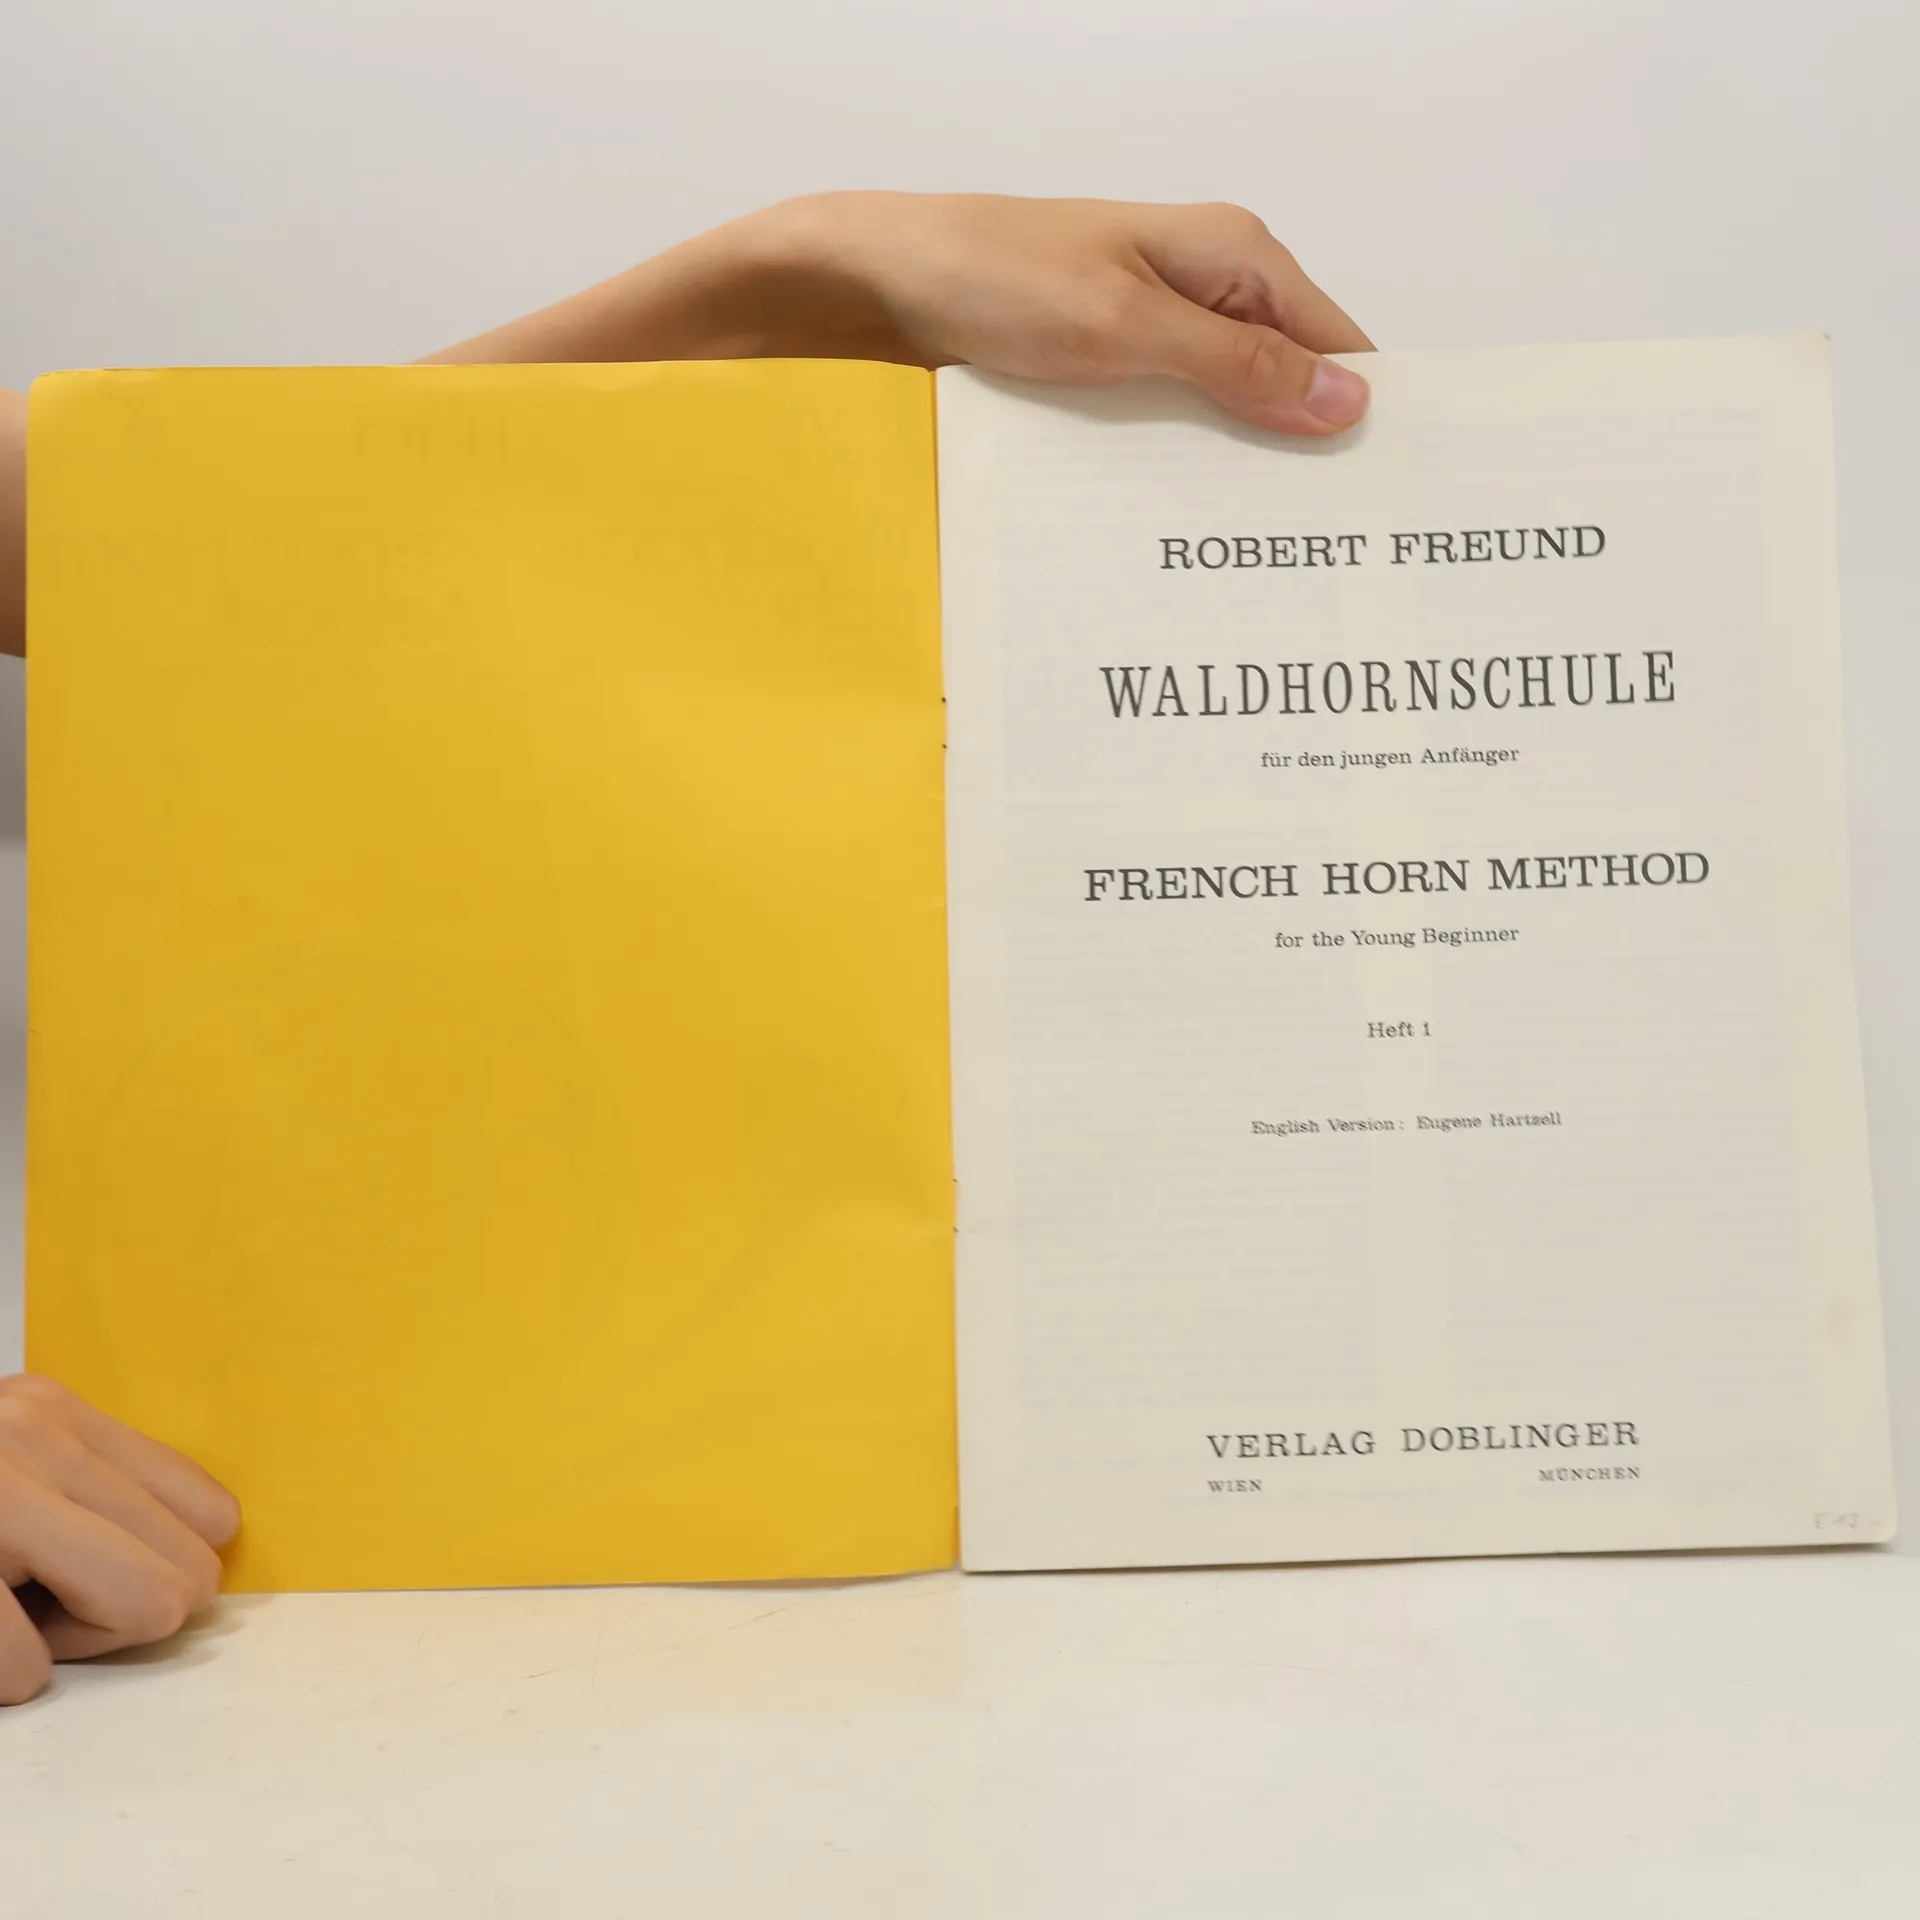 ROBERT FREUND
WALDHORNSCHULE
für den jungen Anfänger
FRENCH HORN METHOD
for the Young Beginner
Heft 1
English Version: Eugene Hartzell
VERLAG DOBLINGER
WIEN MÜNCHEN